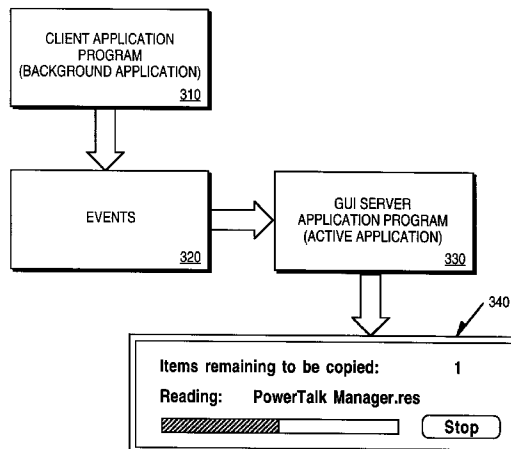 CLIENT APPLICATION
PROGRAM
(BACKGROUND APPLICATION)
310
EVENTS
320
GUI SERVER
APPLICATION PROGRAM
(ACTIVE APPLICATION)
330
340
Items remaining to be copied: 1
Reading: PowerTalk Manager.res
Stop